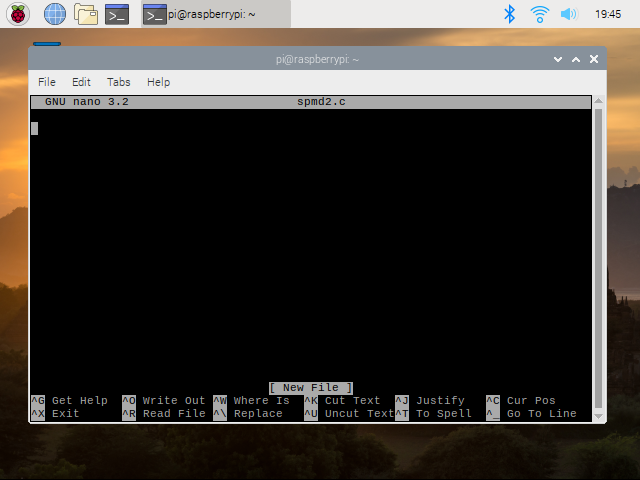 pi@raspberrypi: ~ 19:45
pi@raspberrypi: ~
File Edit Tabs Help
GNU nano 3.2 spmd2.c
[ New File ]
^G Get Help ^O Write Out ^W Where Is ^K Cut Text ^J Justify ^C Cur Pos
^X Exit ^R Read File ^\ Replace ^U Uncut Text ^T To Spell ^_ Go To Line